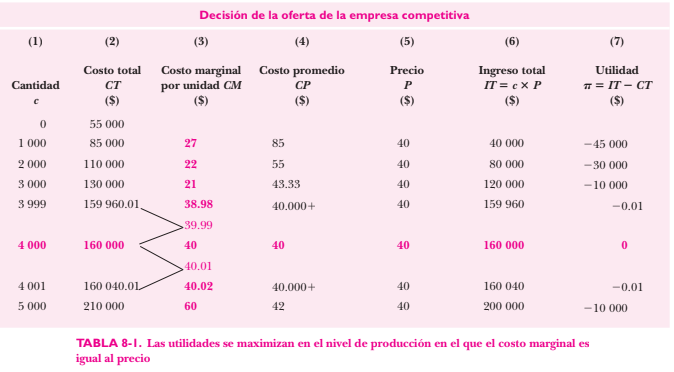 Decisión de la oferta de la empresa competitiva
(1) (2) (3) (4) (5) (6) (7)
Costo total Costo marginal Costo promedio Precio Ingreso total Utilidad
Cantidad CT por unidad CM CP P IT = c × P π = IT − CT
c ($) ($) ($) ($) ($) ($)
0 55 000
1 000 85 000 27 85 40 40 000 −45 000
2 000 110 000 22 55 40 80 000 −30 000
3 000 130 000 21 43.33 40 120 000 −10 000
3 999 159 960.01 38.98 40.000+ 40 159 960 −0.01
39.99
4 000 160 000 40 40 40 160 000 0
40.01
4 001 160 040.01 40.02 40.000+ 40 160 040 −0.01
5 000 210 000 60 42 40 200 000 −10 000
TABLA 8-1. Las utilidades se maximizan en el nivel de producción en el que el costo marginal es
igual al precio